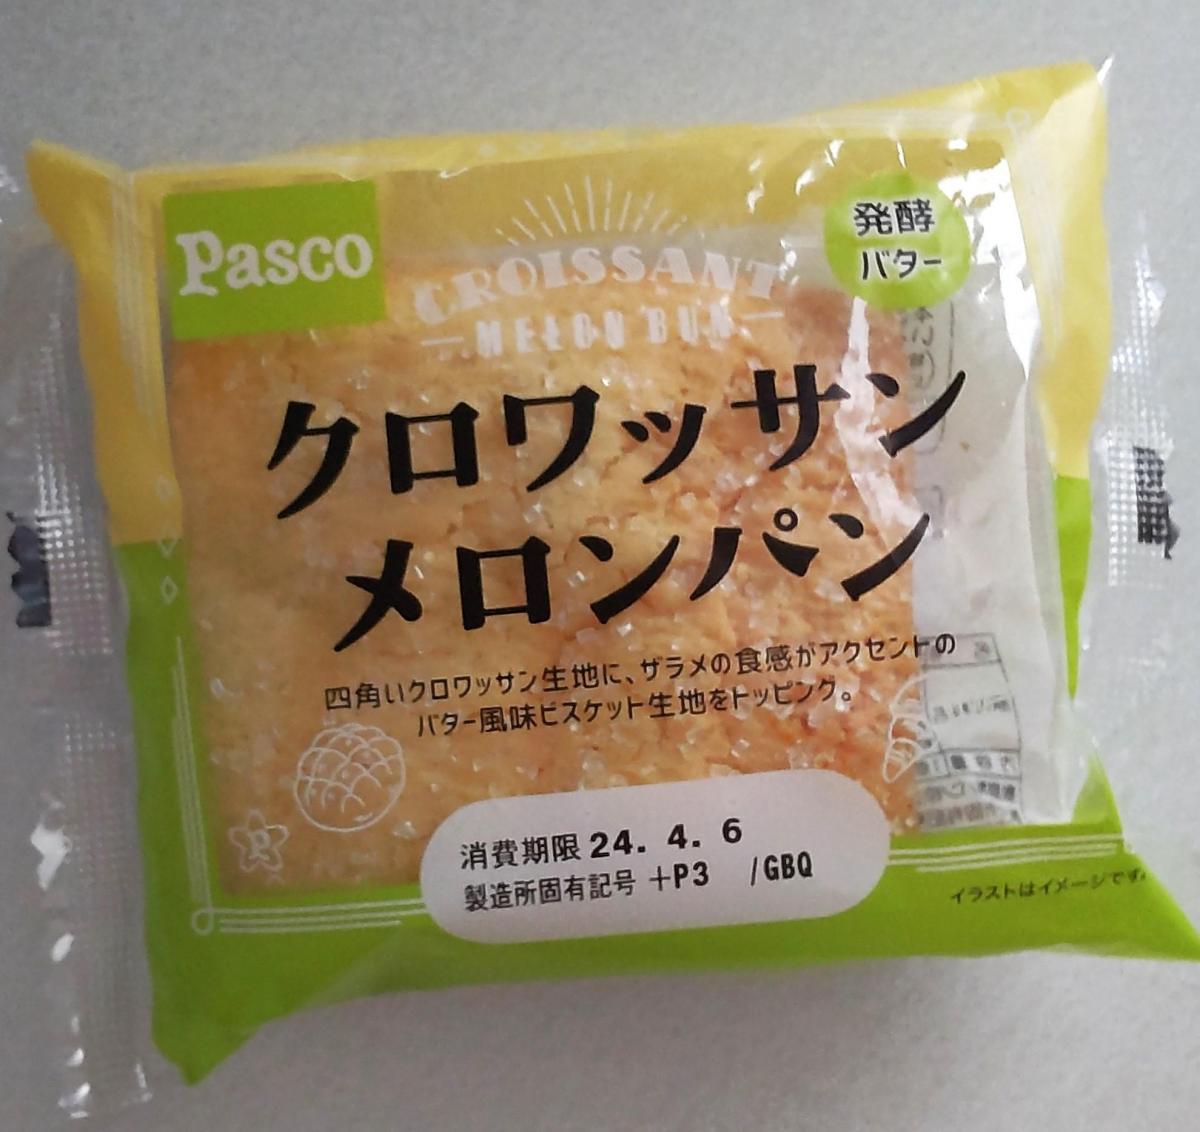 Pasco
発酵
バター
CROISSANT
MELON BUN
クロワッサン
メロンパン
四角いクロワッサン生地に、ザラメの食感がアクセントの
バター風味ビスケット生地をトッピング。
消費期限 24. 4. 6
製造所固有記号 +P3 /GBQ
イラストはイメージです。
P